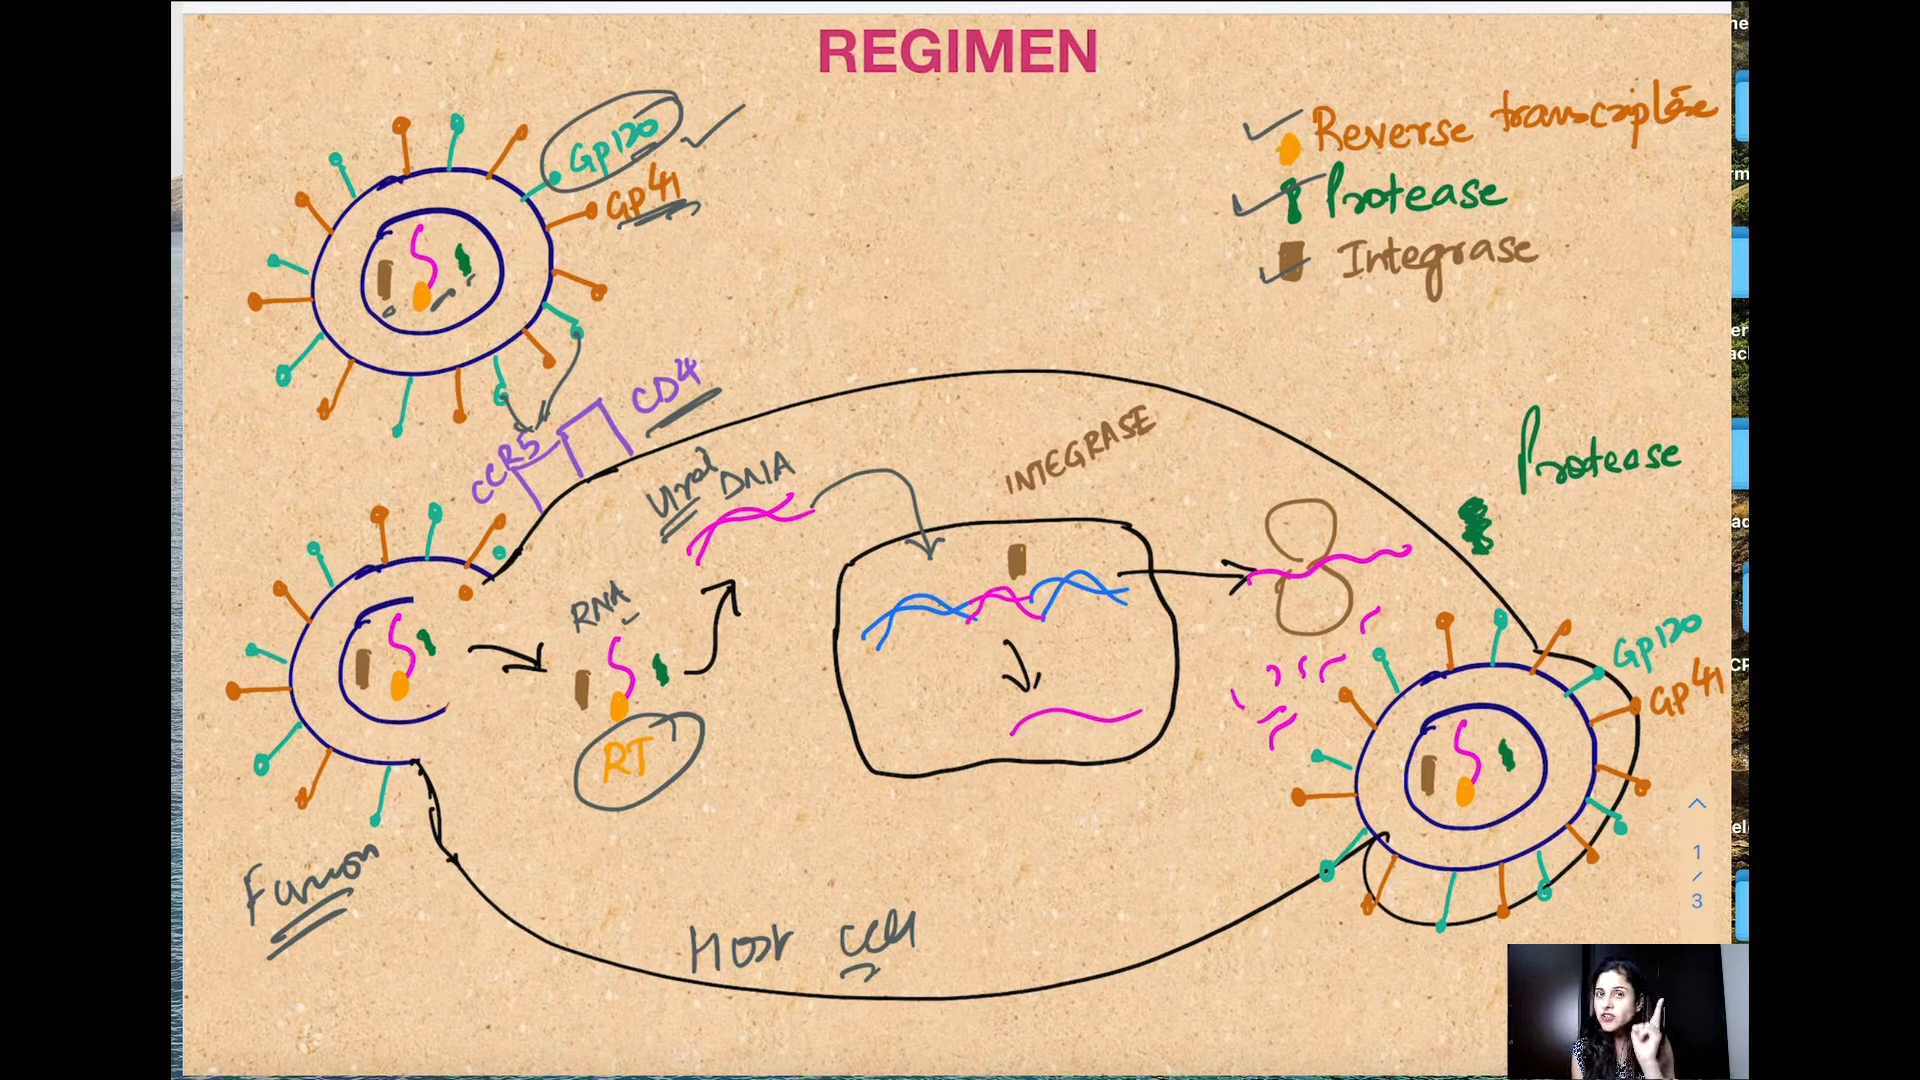 REGIMEN
Gp120
GP41
Reverse transcriptase
Protease
Integrase
CD4
CCR5
Viral DNA
INTEGRASE
Protease
RNA
RT
Gp120
GP41
Fusion
Host Cell
1
/
3